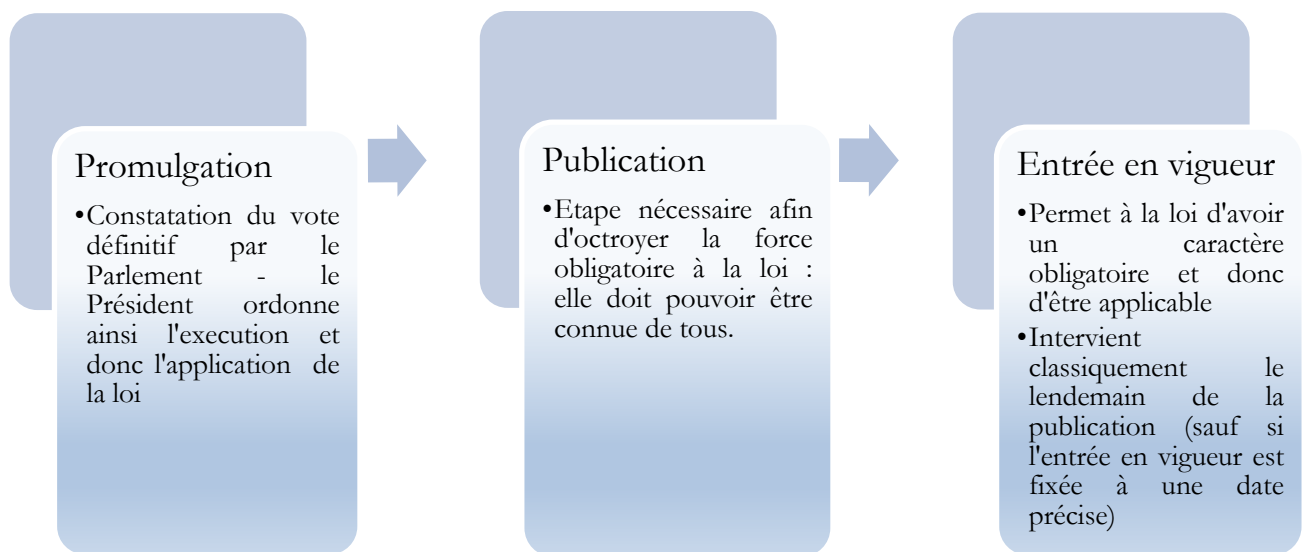 Promulgation
•Constatation du vote
définitif par le
Parlement - le
Président ordonne
ainsi l'execution et
donc l'application de
la loi
Publication
•Etape nécessaire afin
d'octroyer la force
obligatoire à la loi :
elle doit pouvoir être
connue de tous.
Entrée en vigueur
•Permet à la loi d'avoir
un caractère
obligatoire et donc
d'être applicable
•Intervient
classiquement le
lendemain de la
publication (sauf si
l'entrée en vigueur est
fixée à une date
précise)